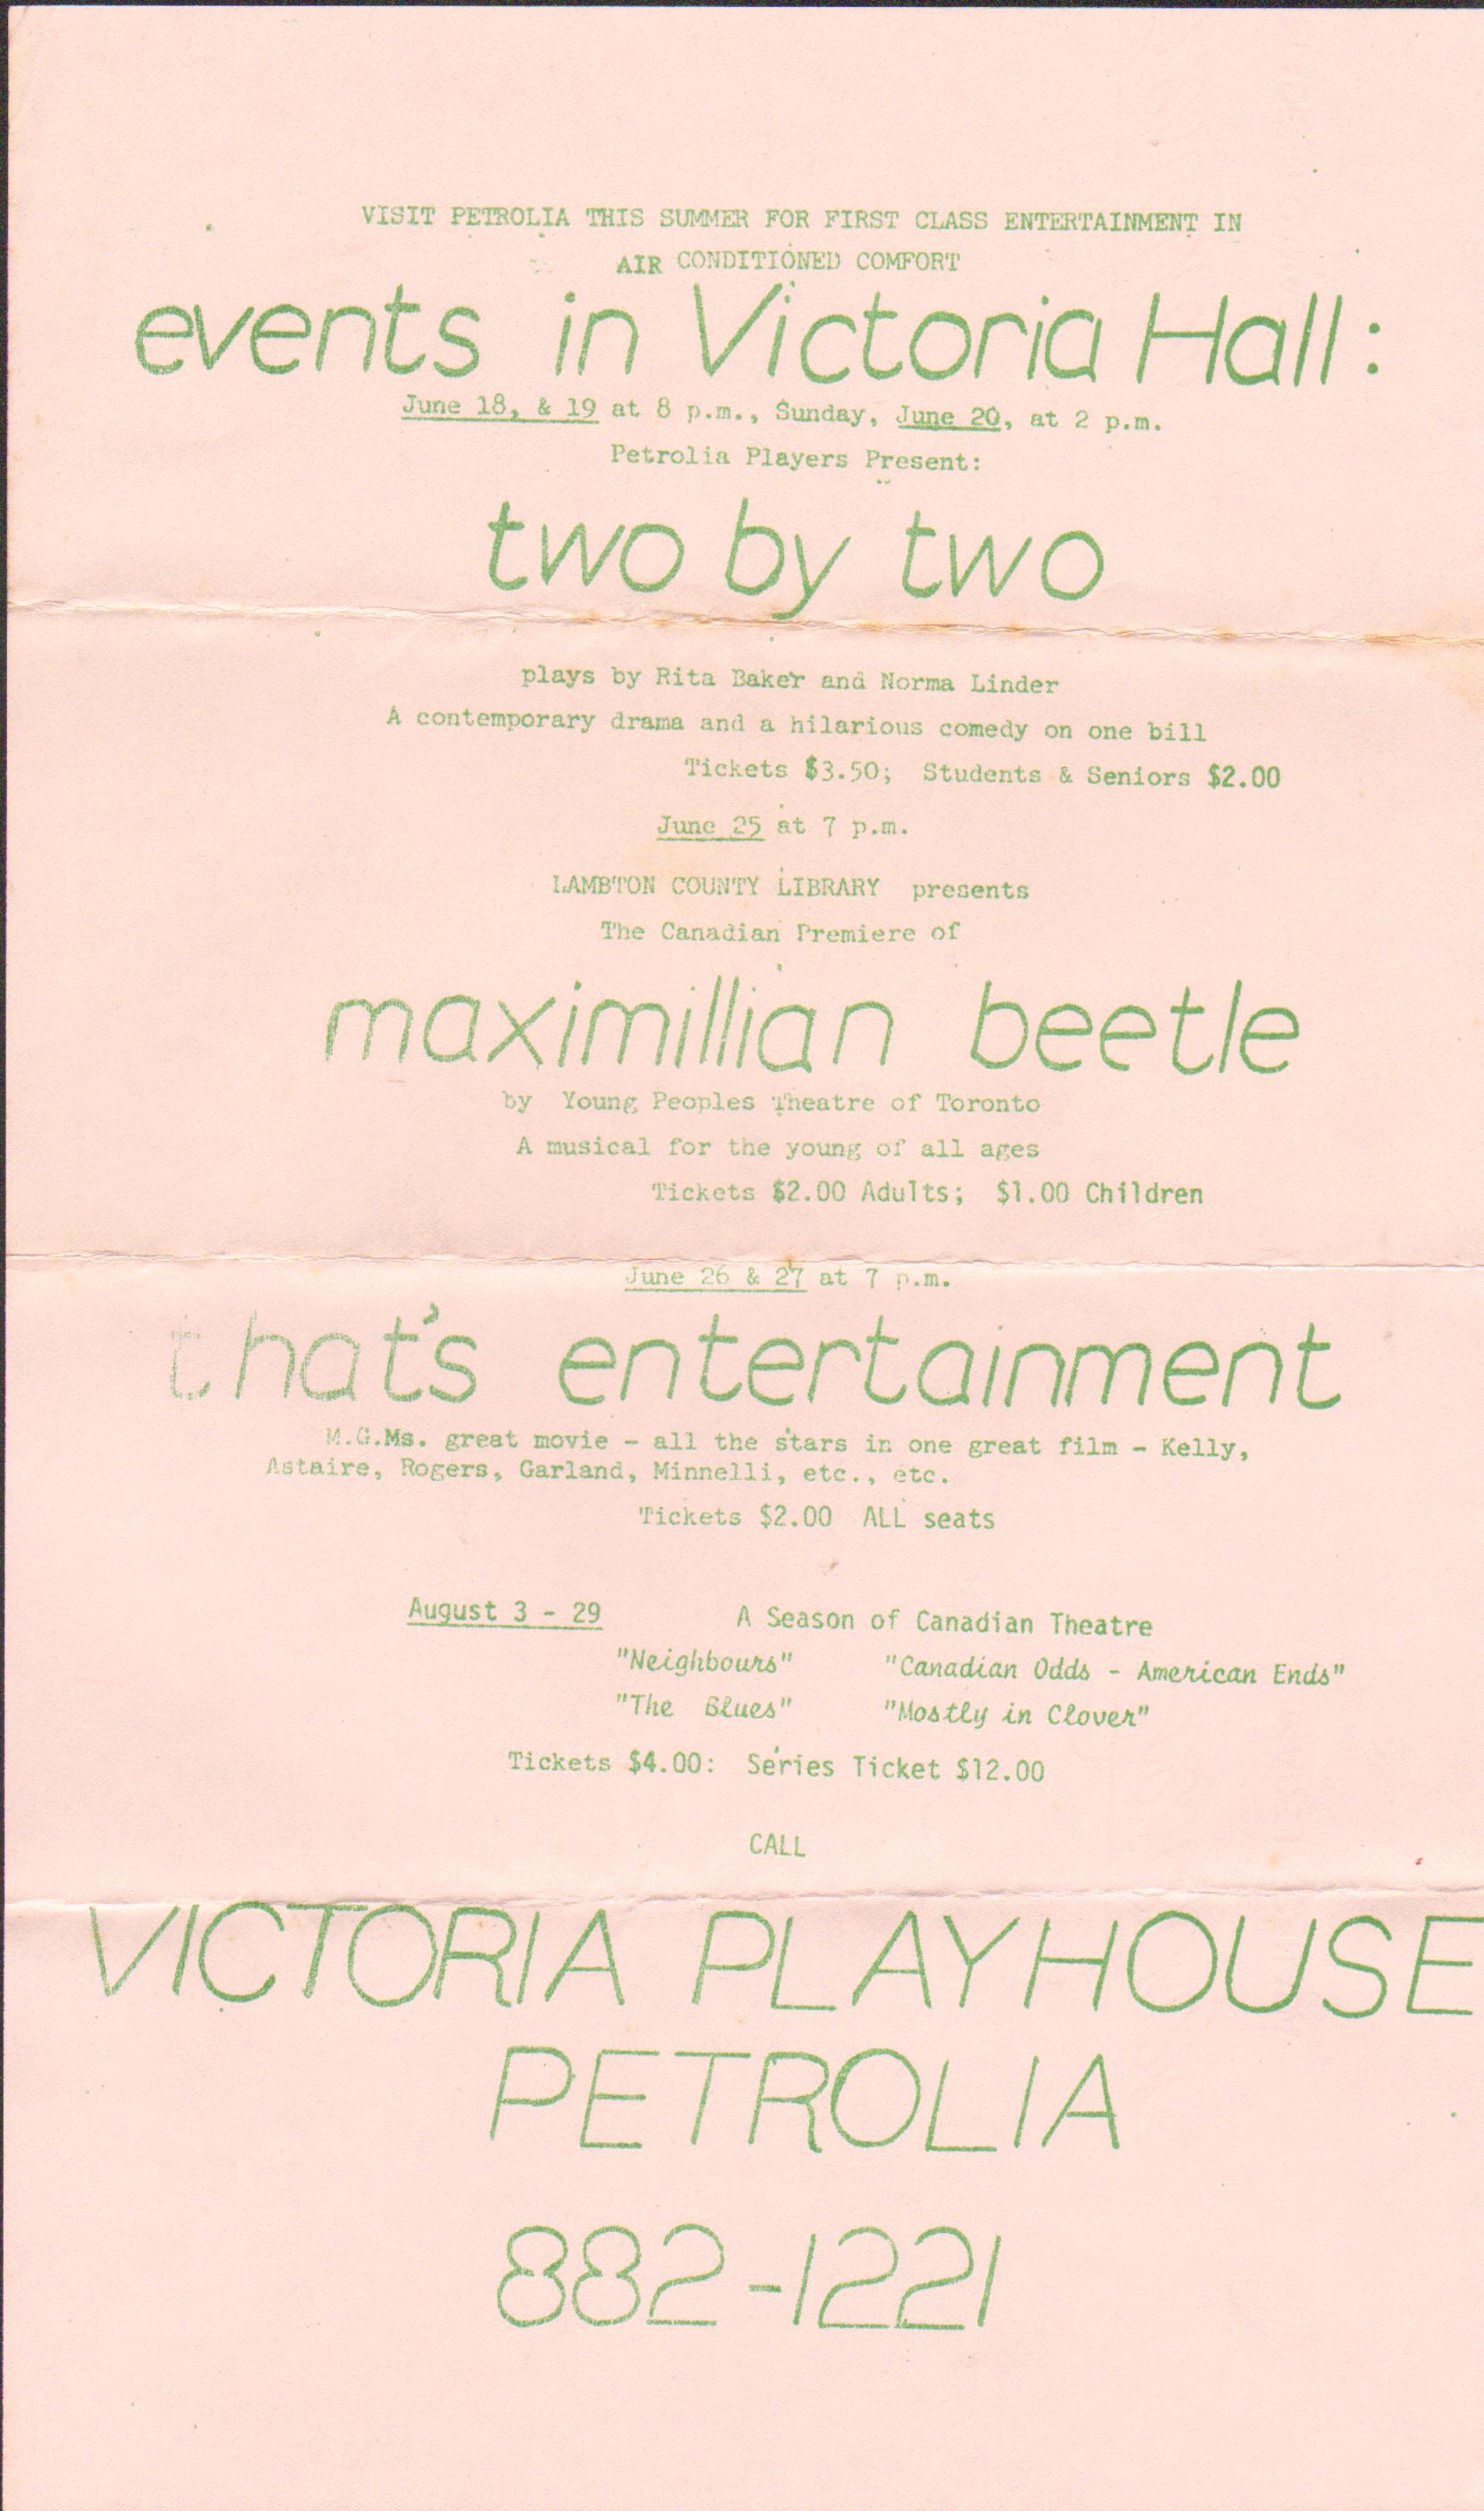 VISIT PETROLIA THIS SUMMER FOR FIRST CLASS ENTERTAINMENT IN
AIR CONDITIONED COMFORT
events in Victoria Hall:
June 18, & 19 at 8 p.m., Sunday, June 20, at 2 p.m.
Petrolia Players Present:
two by two
plays by Rita Baker and Norma Linder
A contemporary drama and a hilarious comedy on one bill
Tickets $3.50; Students & Seniors $2.00
June 25 at 7 p.m.
LAMBTON COUNTY LIBRARY presents
The Canadian Premiere of
maximillian beetle
by Young Peoples Theatre of Toronto
A musical for the young of all ages
Tickets $2.00 Adults; $1.00 Children
June 26 & 27 at 7 p.m.
that's entertainment
M.G.Ms. great movie - all the stars in one great film - Kelly,
Astaire, Rogers, Garland, Minnelli, etc., etc.
Tickets $2.00 ALL seats
August 3 - 29 A Season of Canadian Theatre
"Neighbours" "Canadian Odds - American Ends"
"The Blues" "Mostly in Clover"
Tickets $4.00: Series Ticket $12.00
CALL
VICTORIA PLAYHOUSE
PETROLIA
882-1221